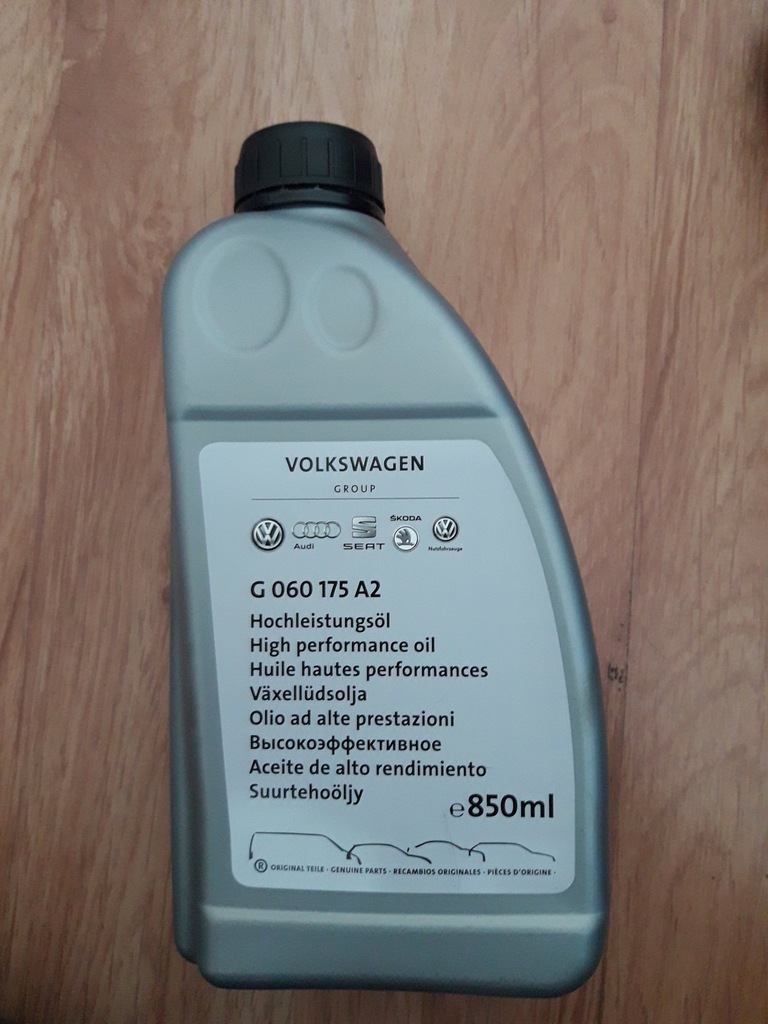 VOLKSWAGEN
GROUP
Audi SEAT ŠKODA Nutzfahrzeuge
G 060 175 A2
Hochleistungsöl
High performance oil
Huile hautes performances
Växellüdsolja
Olio ad alte prestazioni
Высокоэффективное
Aceite de alto rendimiento
Suurtehoöljy
℮850ml
® ORIGINAL TEILE · GENUINE PARTS · RECAMBIOS ORIGINALES · PIÈCES D'ORIGINE ·